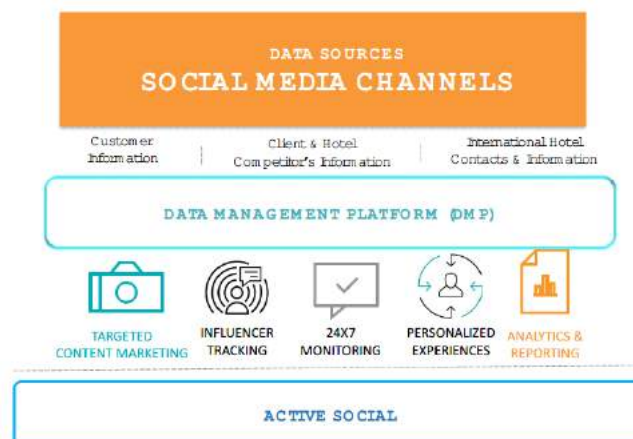 DATA SOURCES
SOCIAL MEDIA CHANNELS
Customer
Information
Client & Hotel
Competitor's Information
International Hotel
Contacts & Information
DATA MANAGEMENT PLATFORM (DMP)
TARGETED
CONTENT MARKETING
INFLUENCER
TRACKING
24X7
MONITORING
PERSONALIZED
EXPERIENCES
ANALYTICS &
REPORTING
ACTIVE SOCIAL